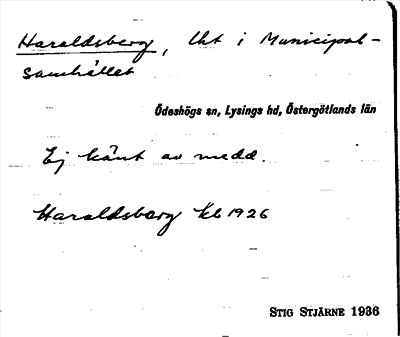 Haraldsberg, lht i Municipal-
samhället
Ödeshögs sn, Lysings hd, Östergötlands län
Ej känt av medd.
Haraldsberg Kb 1926
STIG STJÄRNE 1936